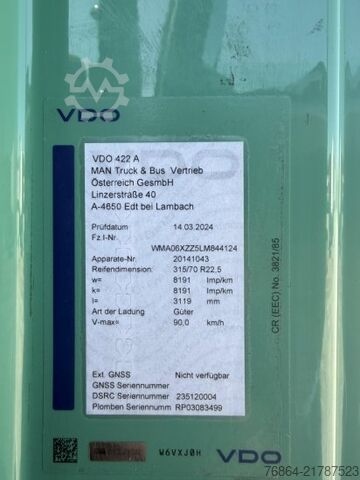 VDO
VDO 422 A
MAN Truck & Bus Vertrieb
Österreich GesmbH
Linzerstraße 40
A-4650 Edt bei Lambach
Prüfdatum 14.03.2024
Fz.I-Nr.
WMA06XZZ5LM844124
Apparate-Nr. 20141043
Reifendimension: 315/70 R22,5
w= 8191 Imp/km
k= 8191 Imp/km
l= 3119 mm
Art der Ladung Güter
V-max= 90,0 km/h
Ext. GNSS Nicht verfügbar
GNSS Seriennummer
DSRC Seriennummer 235120004
Plomben Seriennummer RP03083499
CR (EEC) No. 3821/85
W6VXJ0H
VDO
76864-21787523